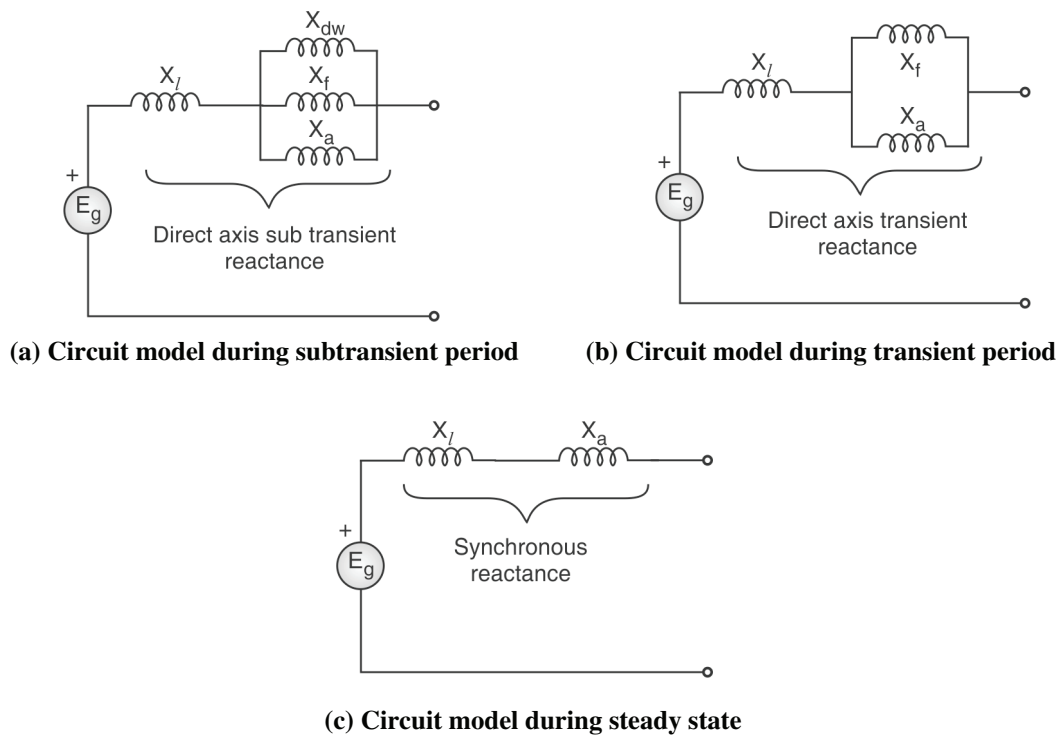 X_dw
X_l
X_f
X_a
+
E_g
Direct axis sub transient
reactance
(a) Circuit model during subtransient period
X_l
X_f
X_a
+
E_g
Direct axis transient
reactance
(b) Circuit model during transient period
X_l X_a
+
E_g
Synchronous
reactance
(c) Circuit model during steady state